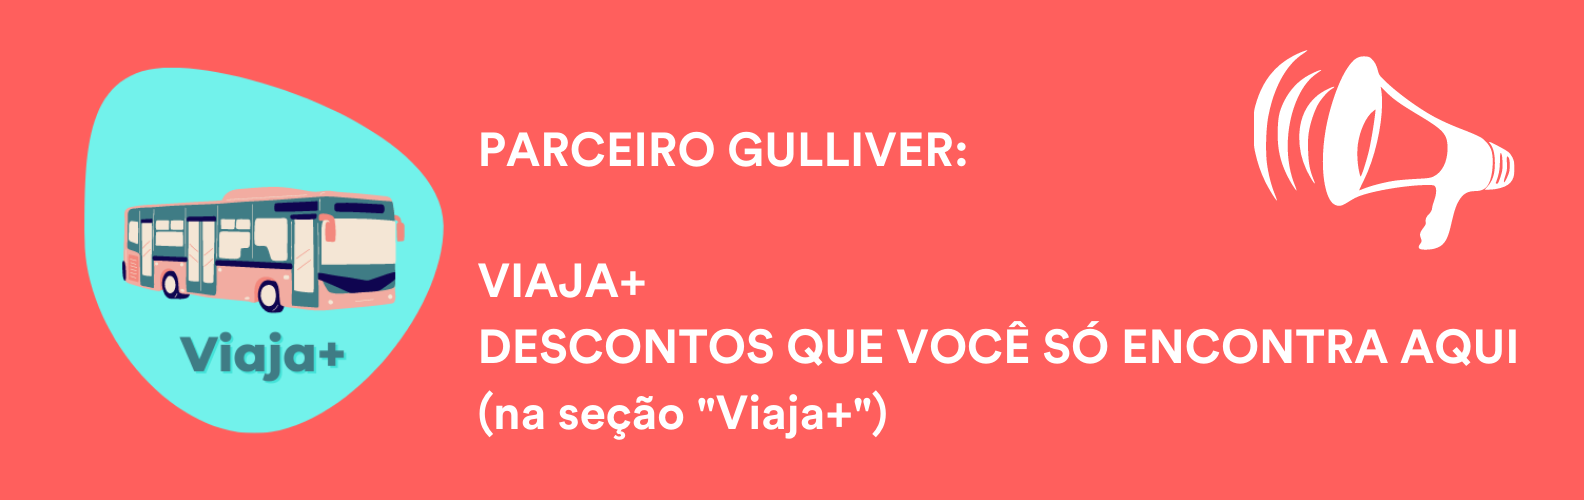 PARCEIRO GULLIVER:
VIAJA+
DESCONTOS QUE VOCÊ SÓ ENCONTRA AQUI
(na seção "Viaja+")
Viaja+